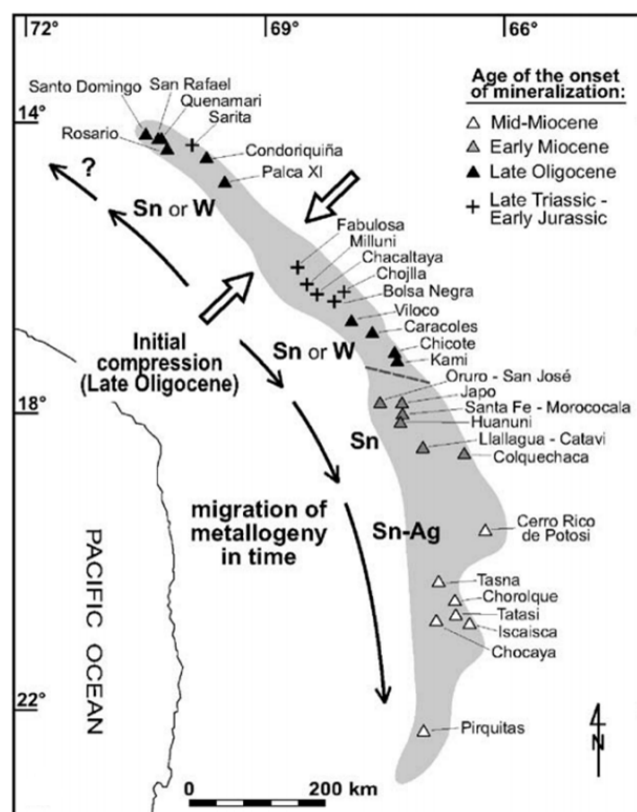 72°
69°
66°
14°
18°
22°
Age of the onset
of mineralization:
Mid-Miocene
Early Miocene
Late Oligocene
Late Triassic -
Early Jurassic
Santo Domingo
San Rafael
Quenamari
Sarita
Rosario
Condoriquiña
Palca XI
?
Sn or W
Fabulosa
Milluni
Chacaltaya
Chojlla
Bolsa Negra
Viloco
Caracoles
Chicote
Kami
Initial
compression
(Late Oligocene)
Sn or W
Oruro - San José
Japo
Santa Fe - Morococala
Huanuni
Llallagua - Catavi
Colquechaca
Sn
migration of
metallogeny
in time
Sn-Ag
Cerro Rico
de Potosi
Tasna
Chorolque
Tatasi
Iscaisca
Chocaya
Pirquitas
PACIFIC OCEAN
0
200 km
N